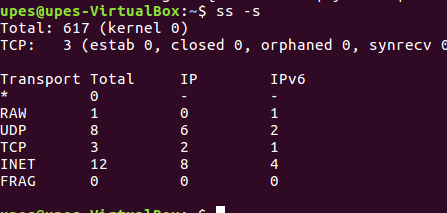 upes@upes-VirtualBox:~$ ss -s
Total: 617 (kernel 0)
TCP:   3 (estab 0, closed 0, orphaned 0, synrecv 0

Transport Total     IP        IPv6
*         0         -         -
RAW       1         0         1
UDP       8         6         2
TCP       3         2         1
INET      12        8         4
FRAG      0         0         0

upes@upes-VirtualBox:~$